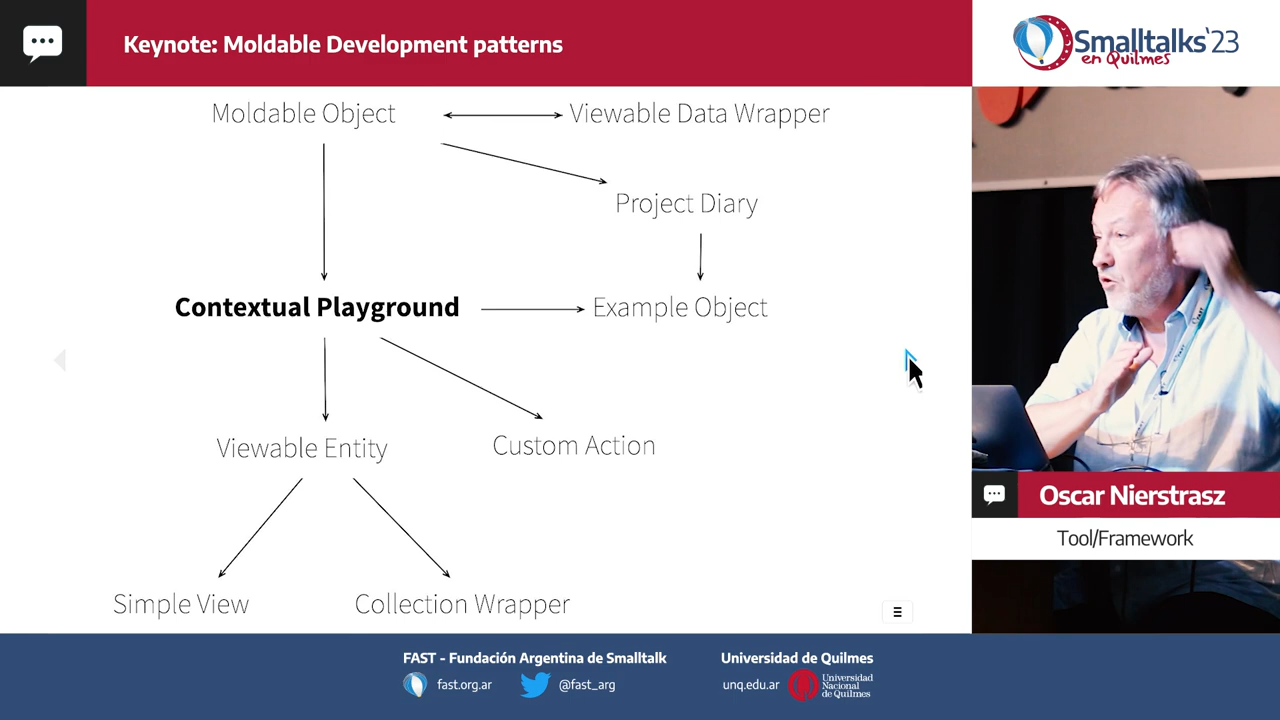 Keynote: Moldable Development patterns
Smalltalks'23
en Quilmes
Moldable Object
Viewable Data Wrapper
Project Diary
Contextual Playground
Example Object
Viewable Entity
Custom Action
Simple View
Collection Wrapper
Oscar Nierstrasz
Tool/Framework
FAST - Fundación Argentina de Smalltalk
fast.org.ar
@fast_arg
Universidad de Quilmes
unq.edu.ar
Universidad
Nacional
de Quilmes